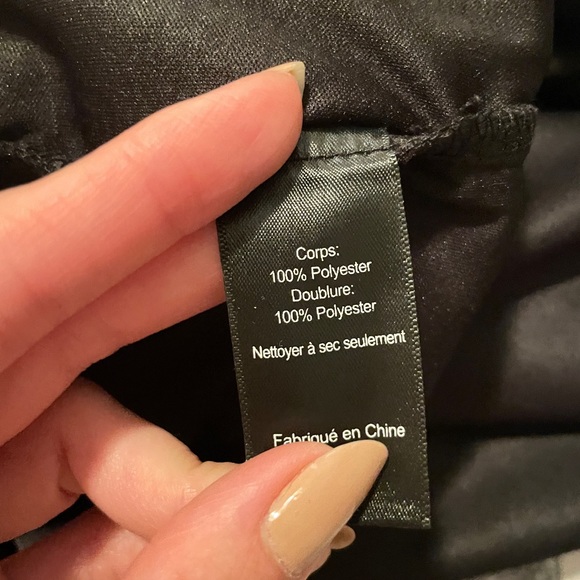 Corps:
100% Polyester
Doublure:
100% Polyester
Nettoyer à sec seulement
Fabriqué en Chine